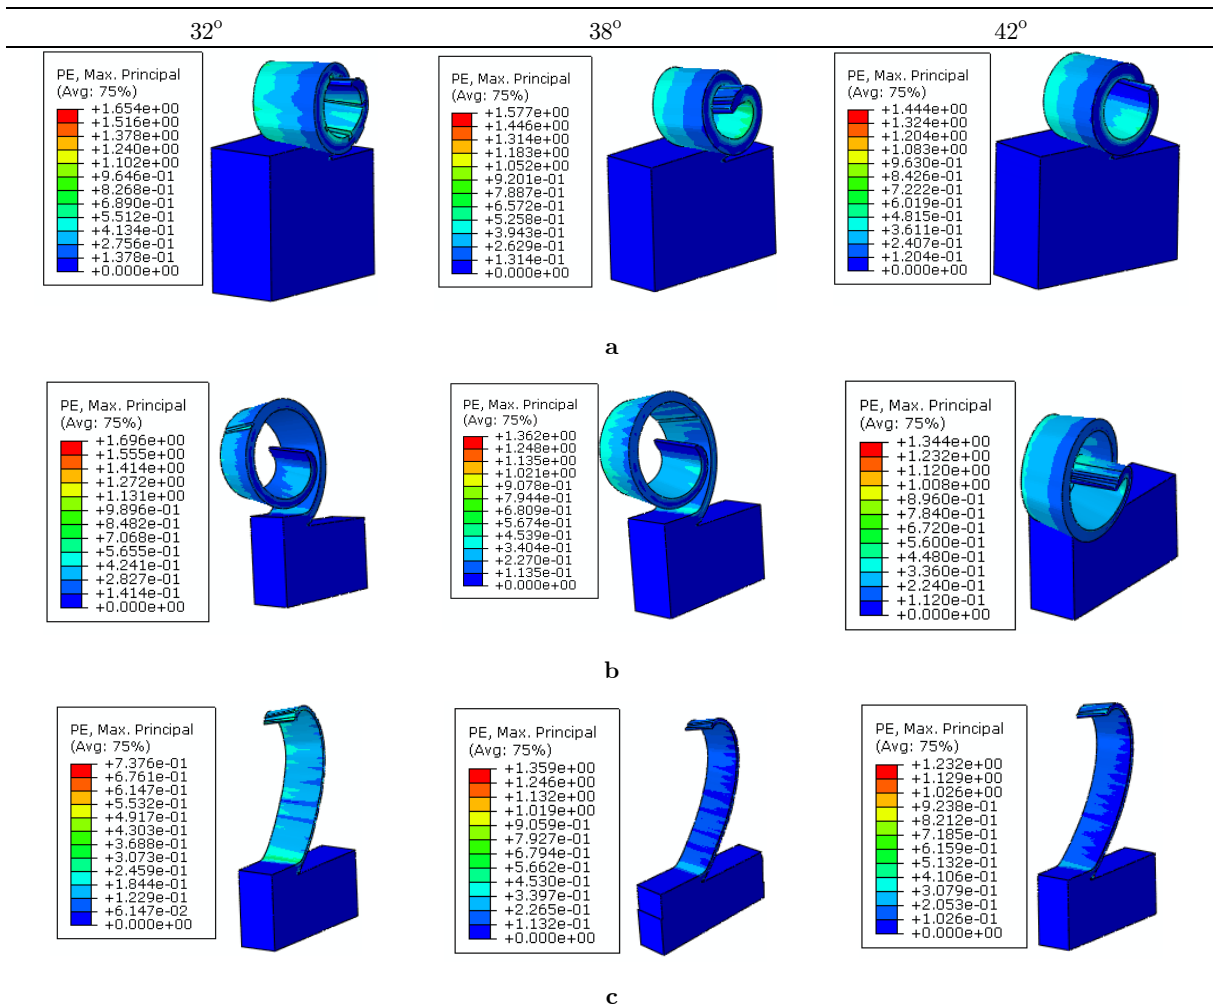 32º
38º
42º
PE, Max. Principal
(Avg: 75%)
+1.654e+00
+1.516e+00
+1.378e+00
+1.240e+00
+1.102e+00
+9.646e-01
+8.268e-01
+6.890e-01
+5.512e-01
+4.134e-01
+2.756e-01
+1.378e-01
+0.000e+00
PE, Max. Principal
(Avg: 75%)
+1.577e+00
+1.446e+00
+1.314e+00
+1.183e+00
+1.052e+00
+9.201e-01
+7.887e-01
+6.572e-01
+5.258e-01
+3.943e-01
+2.629e-01
+1.314e-01
+0.000e+00
PE, Max. Principal
(Avg: 75%)
+1.444e+00
+1.324e+00
+1.204e+00
+1.083e+00
+9.630e-01
+8.426e-01
+7.222e-01
+6.019e-01
+4.815e-01
+3.611e-01
+2.407e-01
+1.204e-01
+0.000e+00
a
PE, Max. Principal
(Avg: 75%)
+1.696e+00
+1.555e+00
+1.414e+00
+1.272e+00
+1.131e+00
+9.896e-01
+8.482e-01
+7.068e-01
+5.655e-01
+4.241e-01
+2.827e-01
+1.414e-01
+0.000e+00
PE, Max. Principal
(Avg: 75%)
+1.362e+00
+1.248e+00
+1.135e+00
+1.021e+00
+9.078e-01
+7.944e-01
+6.809e-01
+5.674e-01
+4.539e-01
+3.404e-01
+2.270e-01
+1.135e-01
+0.000e+00
PE, Max. Principal
(Avg: 75%)
+1.344e+00
+1.232e+00
+1.120e+00
+1.008e+00
+8.960e-01
+7.840e-01
+6.720e-01
+5.600e-01
+4.480e-01
+3.360e-01
+2.240e-01
+1.120e-01
+0.000e+00
b
PE, Max. Principal
(Avg: 75%)
+7.376e-01
+6.761e-01
+6.147e-01
+5.532e-01
+4.917e-01
+4.303e-01
+3.688e-01
+3.073e-01
+2.459e-01
+1.844e-01
+1.229e-01
+6.147e-02
+0.000e+00
PE, Max. Principal
(Avg: 75%)
+1.359e+00
+1.246e+00
+1.132e+00
+1.019e+00
+9.059e-01
+7.927e-01
+6.794e-01
+5.662e-01
+4.530e-01
+3.397e-01
+2.265e-01
+1.132e-01
+0.000e+00
PE, Max. Principal
(Avg: 75%)
+1.232e+00
+1.129e+00
+1.026e+00
+9.238e-01
+8.212e-01
+7.185e-01
+6.159e-01
+5.132e-01
+4.106e-01
+3.079e-01
+2.053e-01
+1.026e-01
+0.000e+00
c